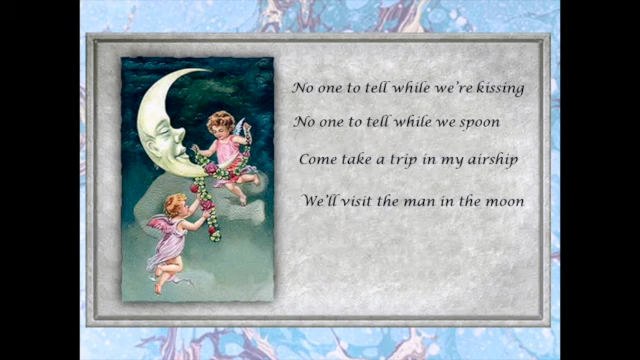 No one to tell while we're kissing
No one to tell while we spoon
Come take a trip in my airship
We'll visit the man in the moon